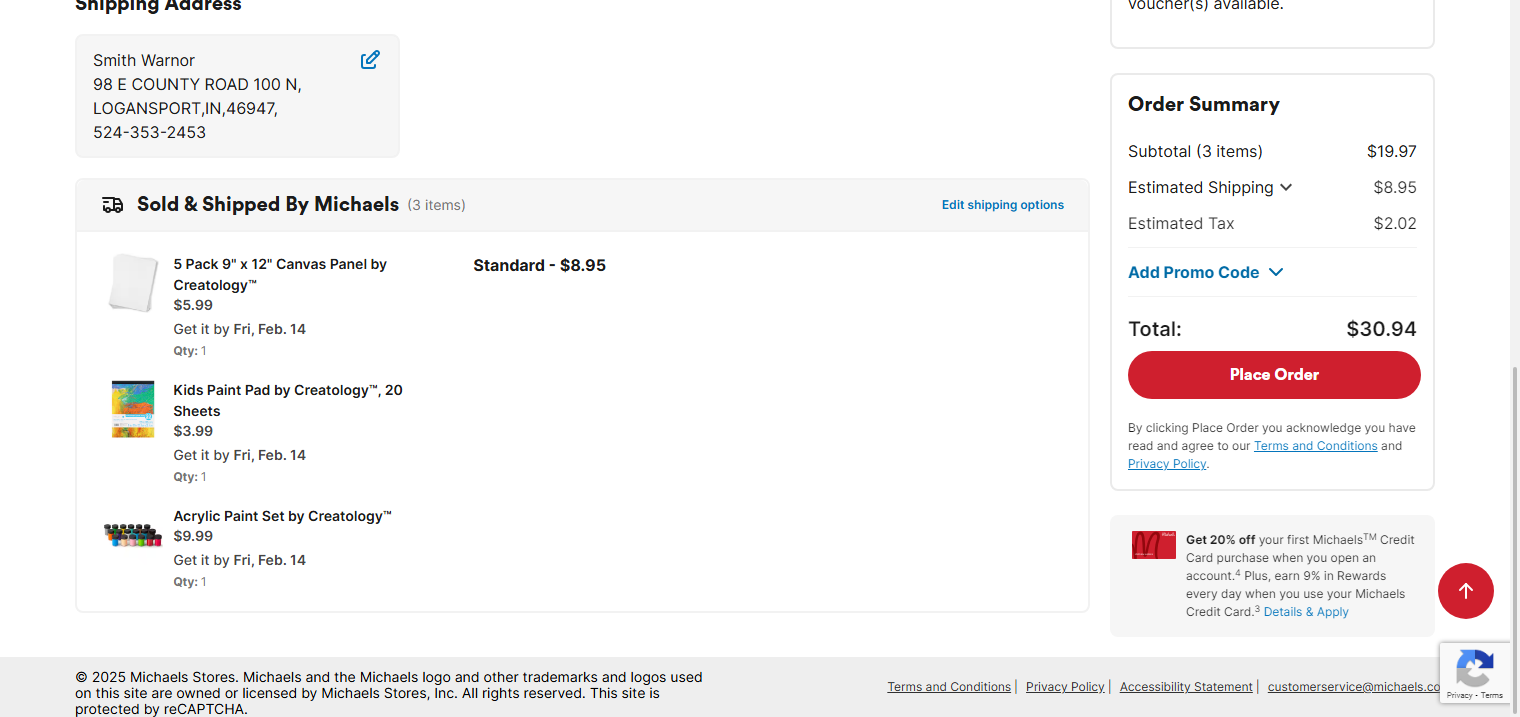 Shipping Address
Smith Warnor
98 E COUNTY ROAD 100 N,
LOGANSPORT,IN,46947,
524-353-2453
Sold & Shipped By Michaels (3 items)
Edit shipping options
5 Pack 9" x 12" Canvas Panel by
Creatology™
$5.99
Get it by Fri, Feb. 14
Qty: 1
Standard - $8.95
Kids Paint Pad by Creatology™, 20
Sheets
$3.99
Get it by Fri, Feb. 14
Qty: 1
Acrylic Paint Set by Creatology™
$9.99
Get it by Fri, Feb. 14
Qty: 1
voucher(s) available.
Order Summary
Subtotal (3 items) $19.97
Estimated Shipping $8.95
Estimated Tax $2.02
Add Promo Code
Total: $30.94
Place Order
By clicking Place Order you acknowledge you have
read and agree to our Terms and Conditions and
Privacy Policy.
Get 20% off your first Michaels™ Credit
Card purchase when you open an
account.⁴ Plus, earn 9% in Rewards
every day when you use your Michaels
Credit Card.³ Details & Apply
© 2025 Michaels Stores. Michaels and the Michaels logo and other trademarks and logos used
on this site are owned or licensed by Michaels Stores, Inc. All rights reserved. This site is
protected by reCAPTCHA.
Terms and Conditions | Privacy Policy | Accessibility Statement | customerservice@michaels.co
Privacy - Terms